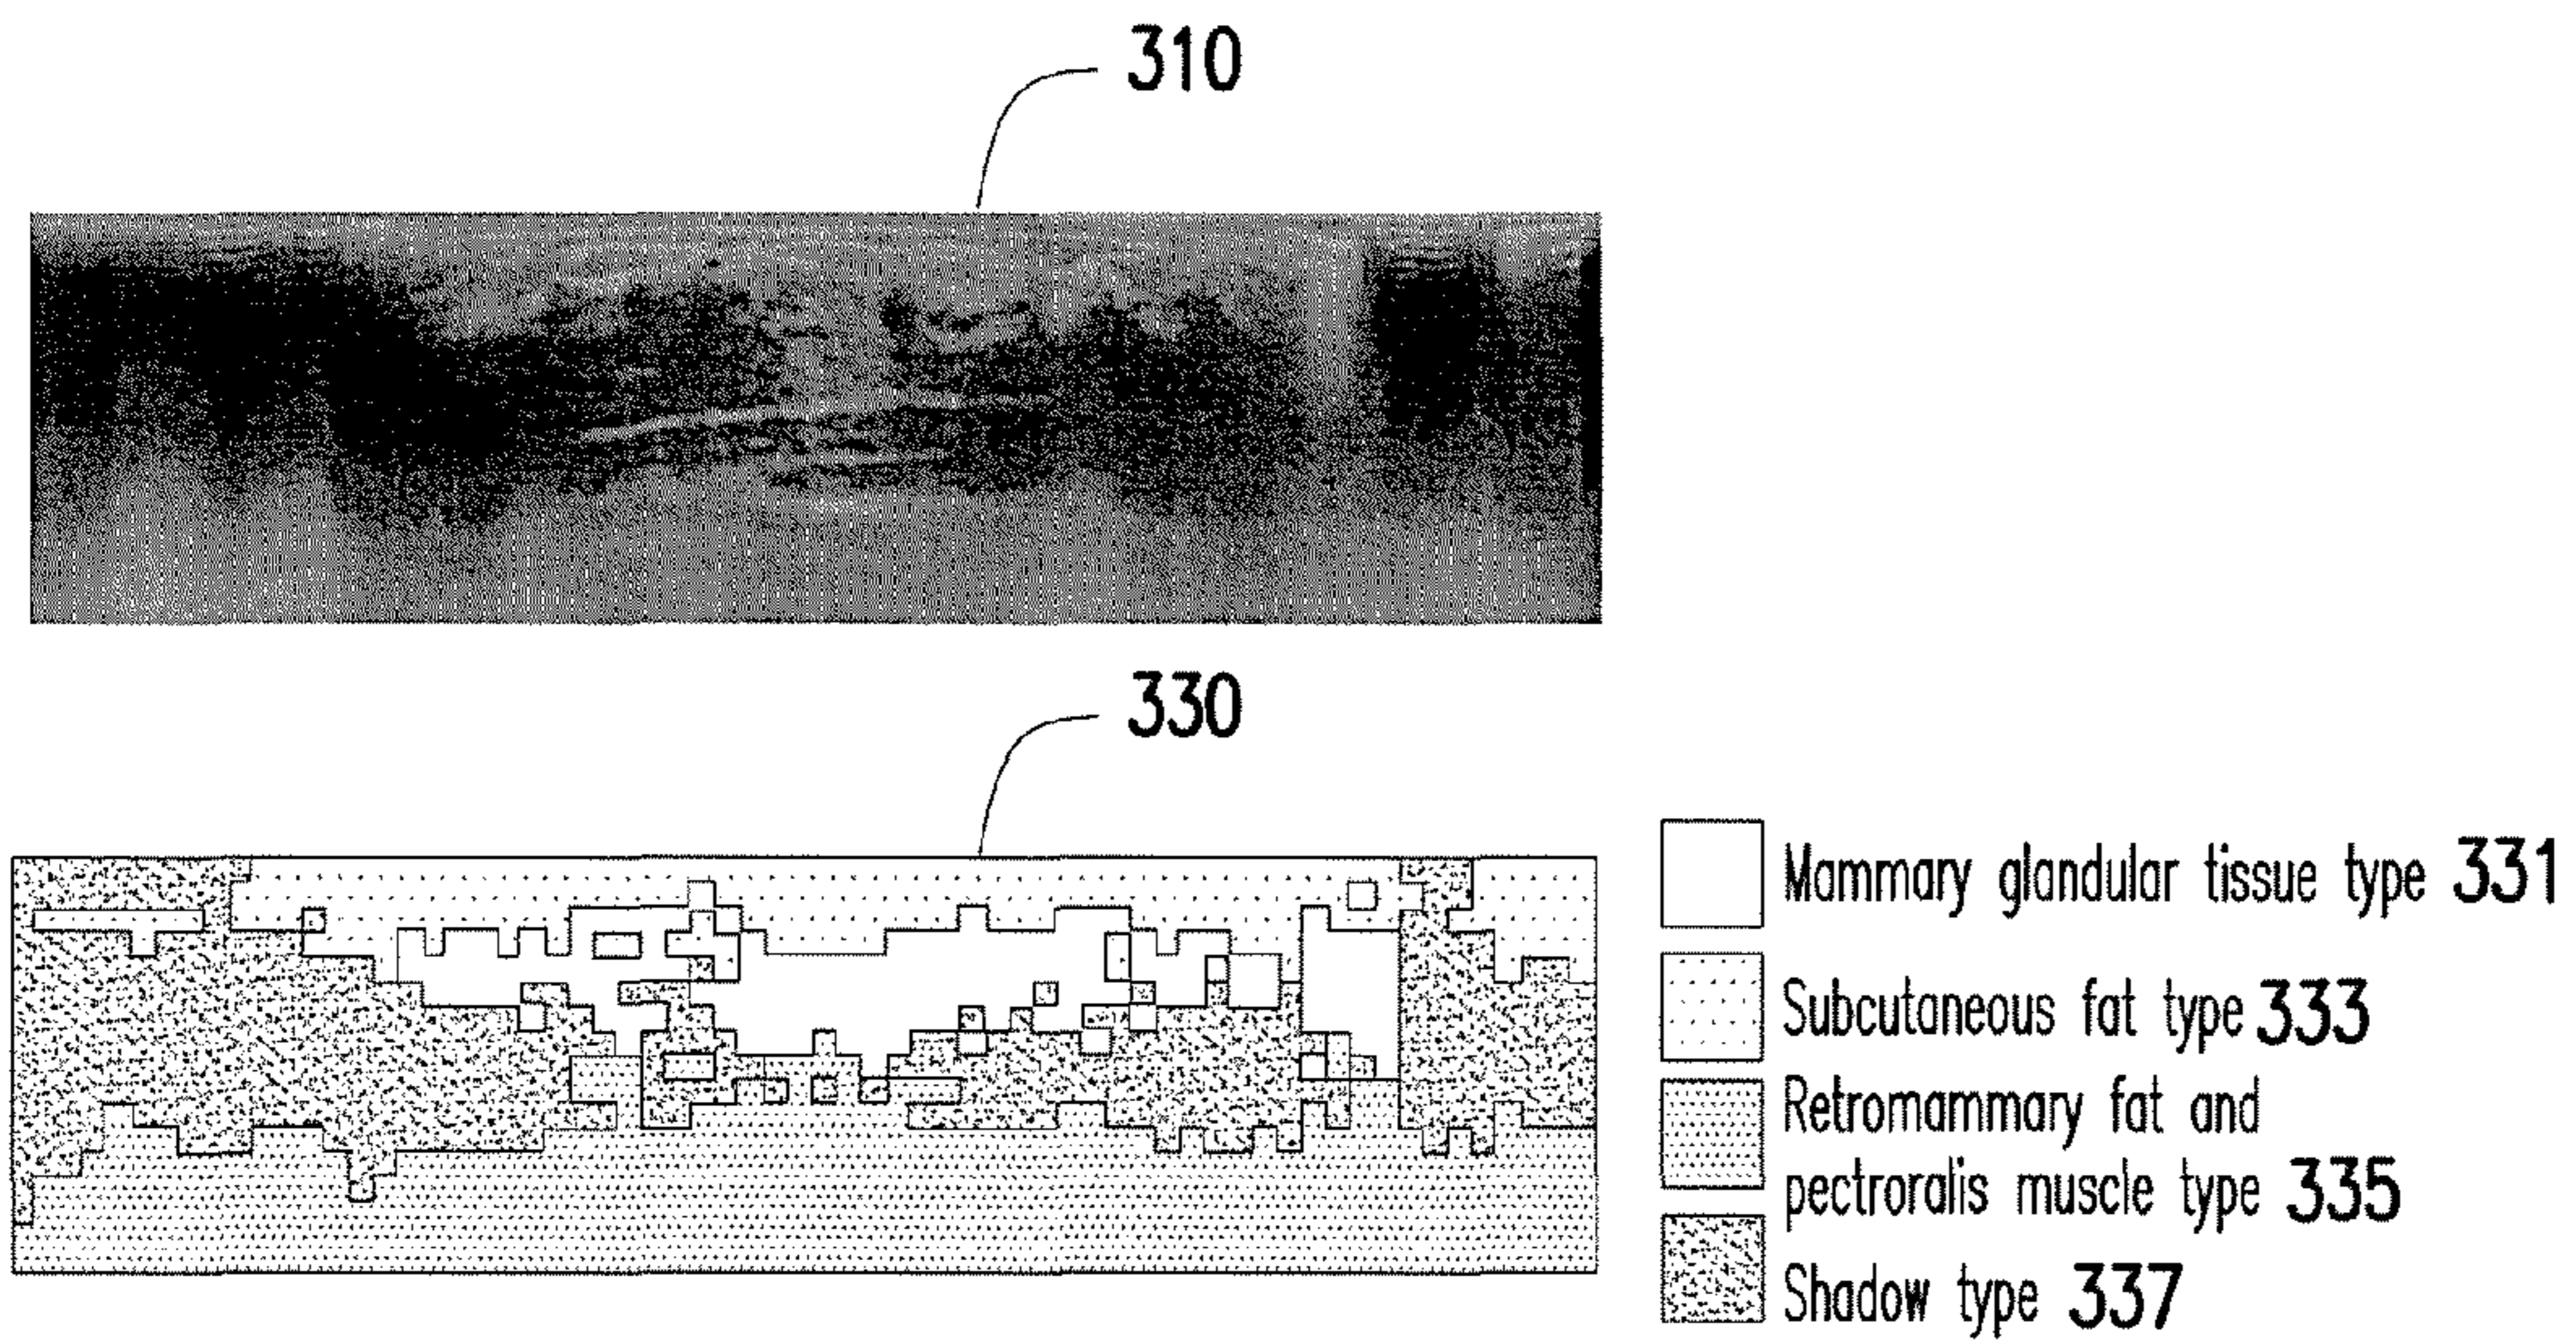 310
330
Mammary glandular tissue type 331
Subcutaneous fat type 333
Retromammary fat and
pectroralis muscle type 335
Shadow type 337